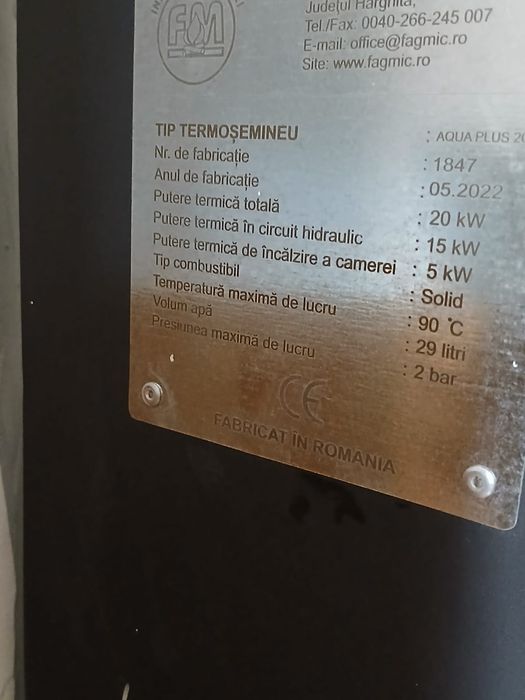 FM
Județul Harghita,
Tel./Fax: 0040-266-245 007
E-mail: office@fagmic.ro
Site: www.fagmic.ro
TIP TERMOȘEMINEU : AQUA PLUS 20
Nr. de fabricație : 1847
Anul de fabricație : 05.2022
Putere termică totală : 20 kW
Putere termică în circuit hidraulic : 15 kW
Putere termică de încălzire a camerei : 5 kW
Tip combustibil : Solid
Temperatură maximă de lucru : 90 °C
Volum apă : 29 litri
Presiunea maximă de lucru : 2 bar
CE
FABRICAT ÎN ROMANIA